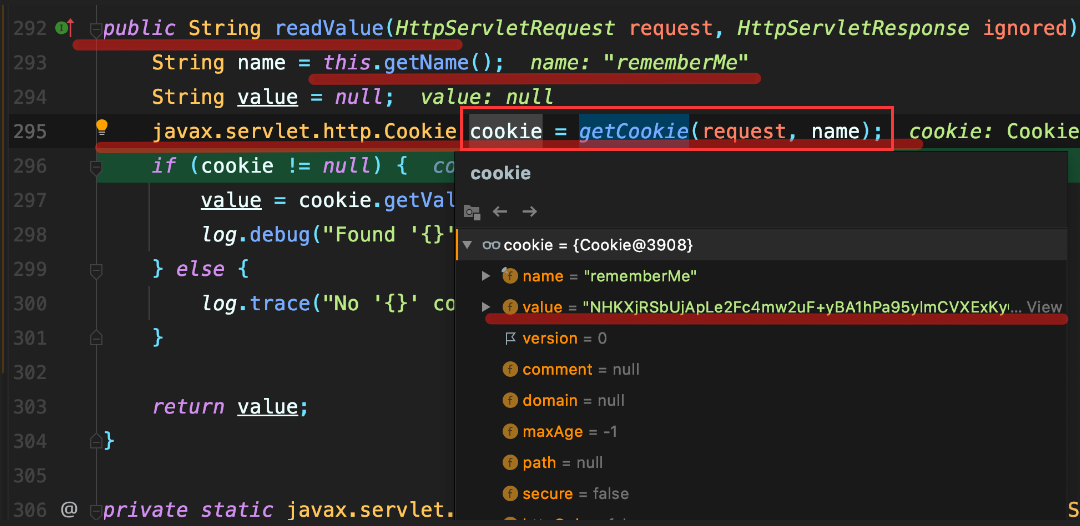 292 public String readValue(HttpServletRequest request, HttpServletResponse ignored)
293 String name = this.getName(); name: "rememberMe"
294 String value = null; value: null
295 javax.servlet.http.Cookie cookie = getCookie(request, name); cookie: Cookie
296 if (cookie != null) { co
297 value = cookie.getVal
298 log.debug("Found '{}'
299 } else {
300 log.trace("No '{}' co
301 }
302
303 return value;
304 }
305
306 @ private static javax.servlet. S
cookie
cookie = {Cookie@3908}
f name = "rememberMe"
f value = "NHKXjRSbUjApLe2Fc4mw2uF+yBA1hPa95ylmCVXExKy ... View
version = 0
f comment = null
f domain = null
f maxAge = -1
f path = null
f secure = false